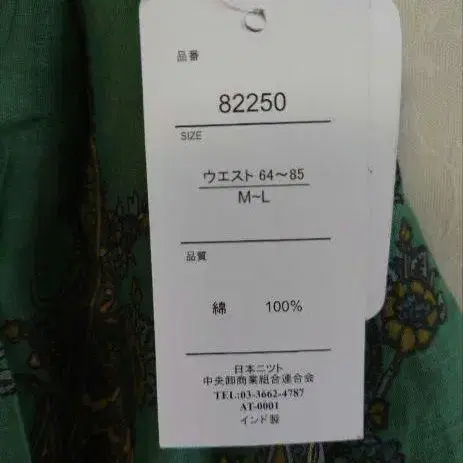 品番
82250
SIZE
ウエスト 64～85
M~L
品質
綿 100%
日本ニット
中央卸商業組合連合会
TEL:03-3662-4787
AT-0001
インド製